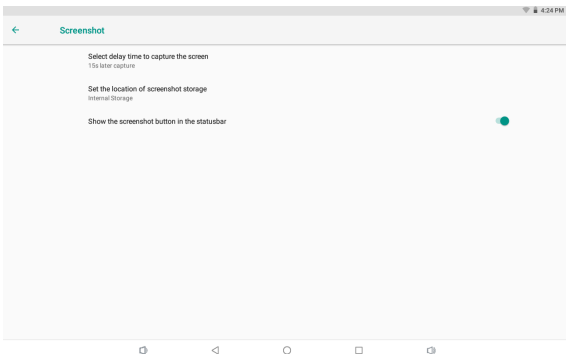 4:24 PM
Screenshot
Select delay time to capture the screen
15s later capture
Set the location of screenshot storage
Internal Storage
Show the screenshot button in the statusbar